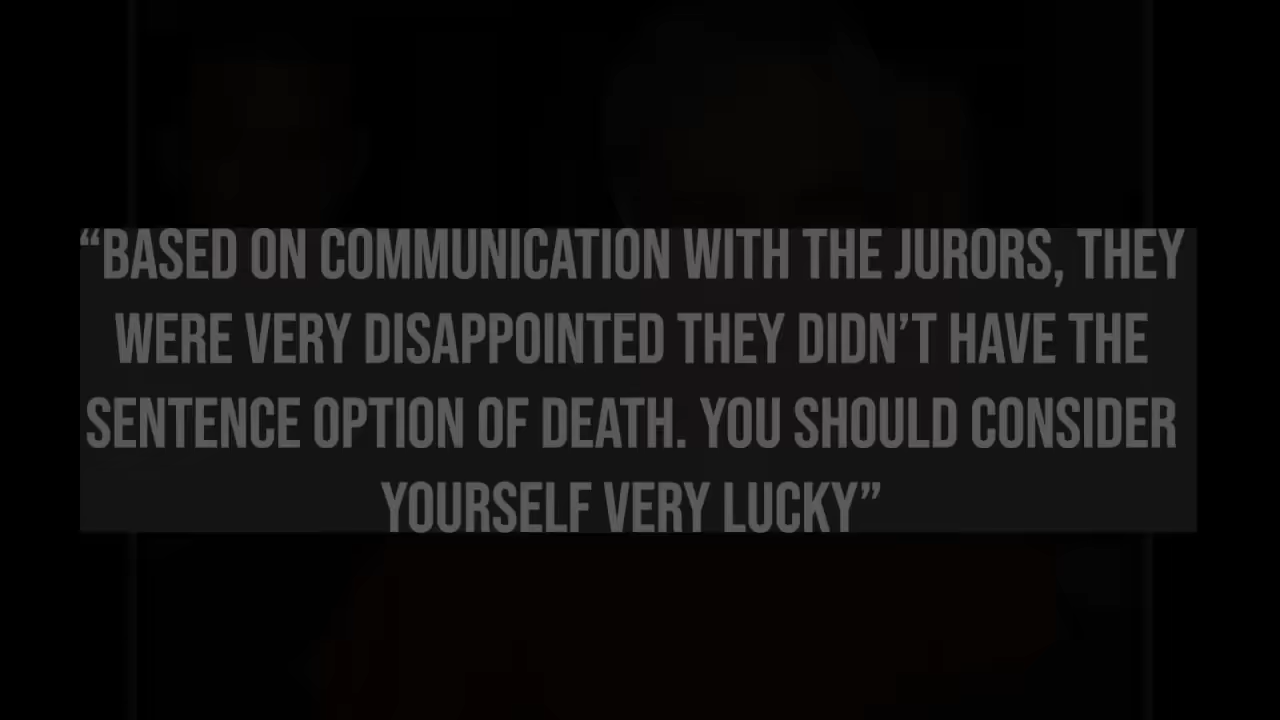 “BASED ON COMMUNICATION WITH THE JURORS, THEY
WERE VERY DISAPPOINTED THEY DIDN’T HAVE THE
SENTENCE OPTION OF DEATH. YOU SHOULD CONSIDER
YOURSELF VERY LUCKY”